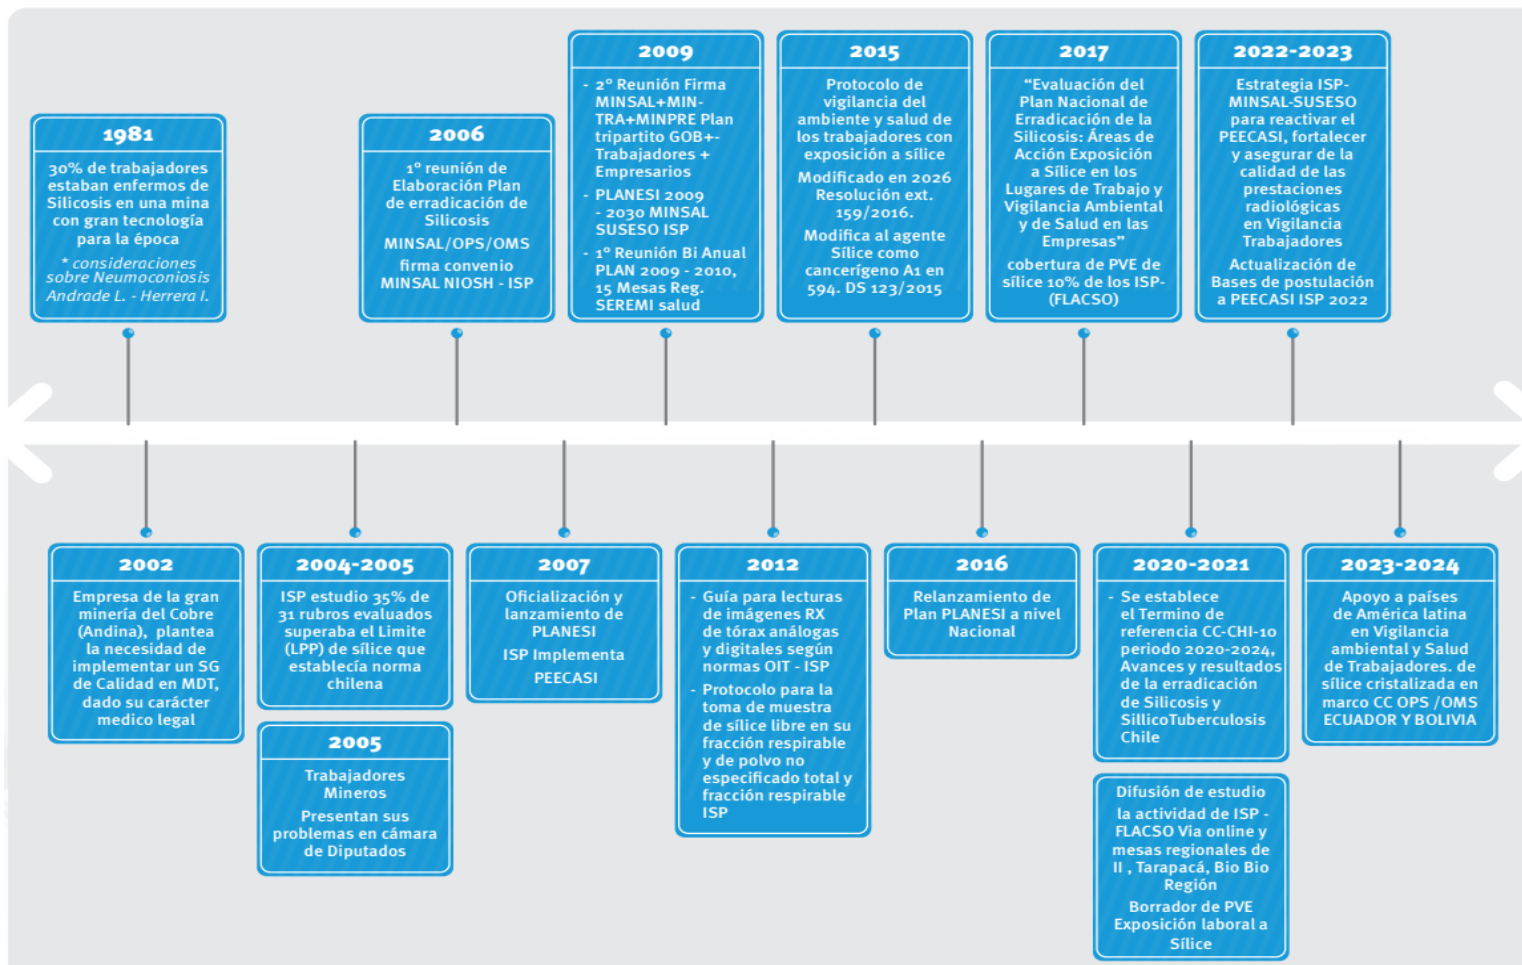 1981
30% de trabajadores
estaban enfermos de
Silicosis en una mina
con gran tecnología
para la época
* consideraciones
sobre Neumoconiosis
Andrade L. - Herrera I.
2006
1° reunión de
Elaboración Plan
de erradicación de
Silicosis
MINSAL/OPS/OMS
firma convenio
MINSAL NIOSH - ISP
2009
- 2° Reunión Firma
MINSAL+MIN-
TRA+MINPRE Plan
tripartito GOB+-
Trabajadores +
Empresarios
- PLANESI 2009
- 2030 MINSAL
SUSESO ISP
- 1° Reunión Bi Anual
PLAN 2009 - 2010,
15 Mesas Reg.
SEREMI salud
2015
Protocolo de
vigilancia del
ambiente y salud de
los trabajadores con
exposición a sílice
Modificado en 2026
Resolución ext.
159/2016.
Modifica al agente
Sílice como
cancerígeno A1 en
594. DS 123/2015
2017
“Evaluación del
Plan Nacional de
Erradicación de la
Silicosis: Áreas de
Acción Exposición
a Sílice en los
Lugares de Trabajo y
Vigilancia Ambiental
y de Salud en las
Empresas”
cobertura de PVE de
sílice 10% de los ISP-
(FLACSO)
2022-2023
Estrategia ISP-
MINSAL-SUSESO
para reactivar el
PEECASI, fortalecer
y asegurar de la
calidad de las
prestaciones
radiológicas
en Vigilancia
Trabajadores
Actualización de
Bases de postulación
a PEECASI ISP 2022
2002
Empresa de la gran
minería del Cobre
(Andina), plantea
la necesidad de
implementar un SG
de Calidad en MDT,
dado su carácter
medico legal
2004-2005
ISP estudio 35% de
31 rubros evaluados
superaba el Limite
(LPP) de sílice que
establecía norma
chilena
2005
Trabajadores
Mineros
Presentan sus
problemas en cámara
de Diputados
2007
Oficialización y
lanzamiento de
PLANESI
ISP Implementa
PEECASI
2012
- Guía para lecturas
de imágenes RX
de tórax análogas
y digitales según
normas OIT - ISP
- Protocolo para la
toma de muestra
de sílice libre en su
fracción respirable
y de polvo no
especificado total y
fracción respirable
ISP
2016
Relanzamiento de
Plan PLANESI a nivel
Nacional
2020-2021
- Se establece
el Termino de
referencia CC-CHI-10
periodo 2020-2024,
Avances y resultados
de la erradicación
de Silicosis y
SillicoTuberculosis
Chile
Difusión de estudio
la actividad de ISP -
FLACSO Via online y
mesas regionales de
II , Tarapacá, Bio Bio
Región
Borrador de PVE
Exposición laboral a
Sílice
2023-2024
Apoyo a países
de América latina
en Vigilancia
ambiental y Salud
de Trabajadores. de
sílice cristalizada en
marco CC OPS /OMS
ECUADOR Y BOLIVIA